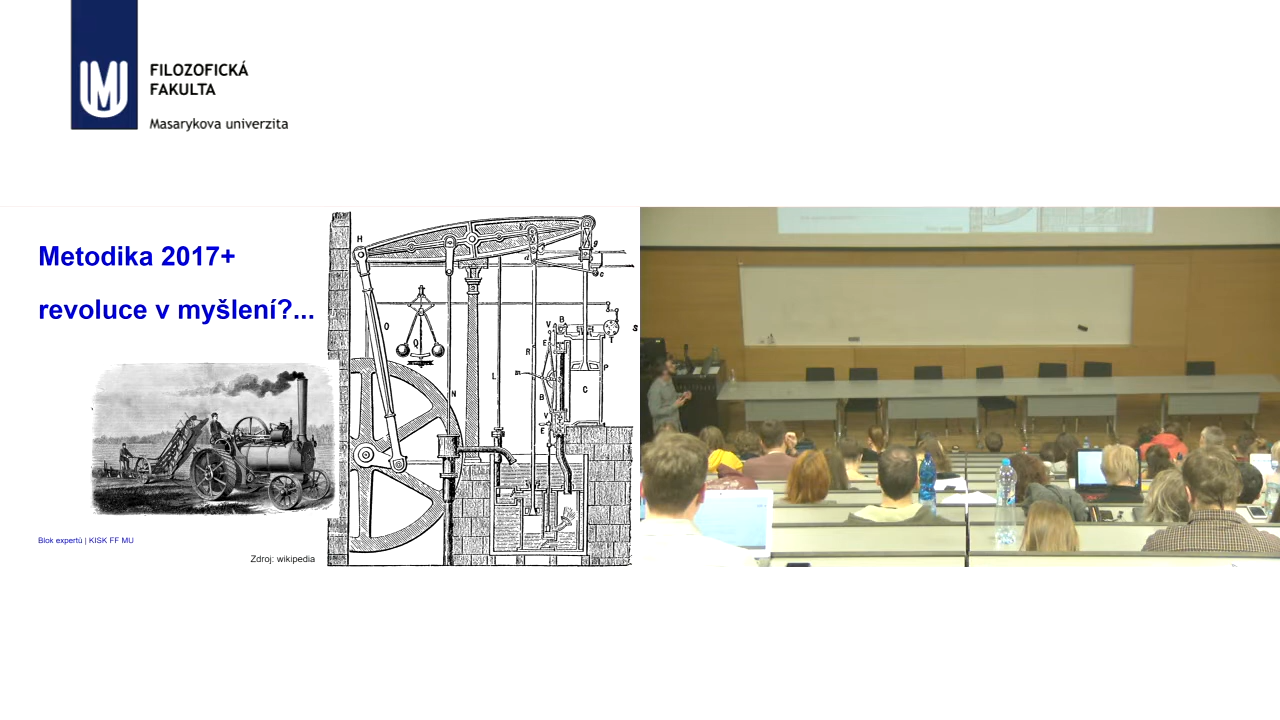 FILOZOFICKÁ
FAKULTA
Masarykova univerzita
Metodika 2017+
revoluce v myšlení?...
Blok expertů | KISK FF MU
Zdroj: wikipedia
H
O
Q
N
L
R
m
V
E
B
V
E
B
C
P
T
S
b
d
g
c